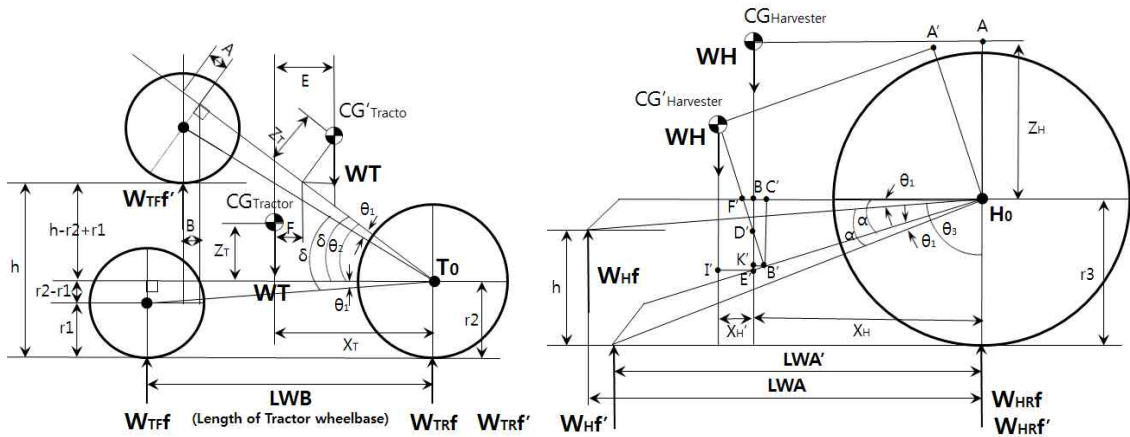 A
E
CG'Tracto
ZT
WT
WTFf'
B
CGTractor
F
θ1
δ
δ
θ2
h-r2+r1
h
ZT
r2-r1
r1
WT
θ1
T0
r2
XT
LWB
(Length of Tractor wheelbase)
WTFf
WTRf
WTRf'
CGHarvester
A'
A
WH
CG'Harvester
WH
ZH
B
C'
F'
θ1
H0
α
α
θ1
θ3
D'
WHf
K'
I'
E'
B'
h
r3
XH'
XH
LWA'
LWA
WHf'
WHRf
WHRf'